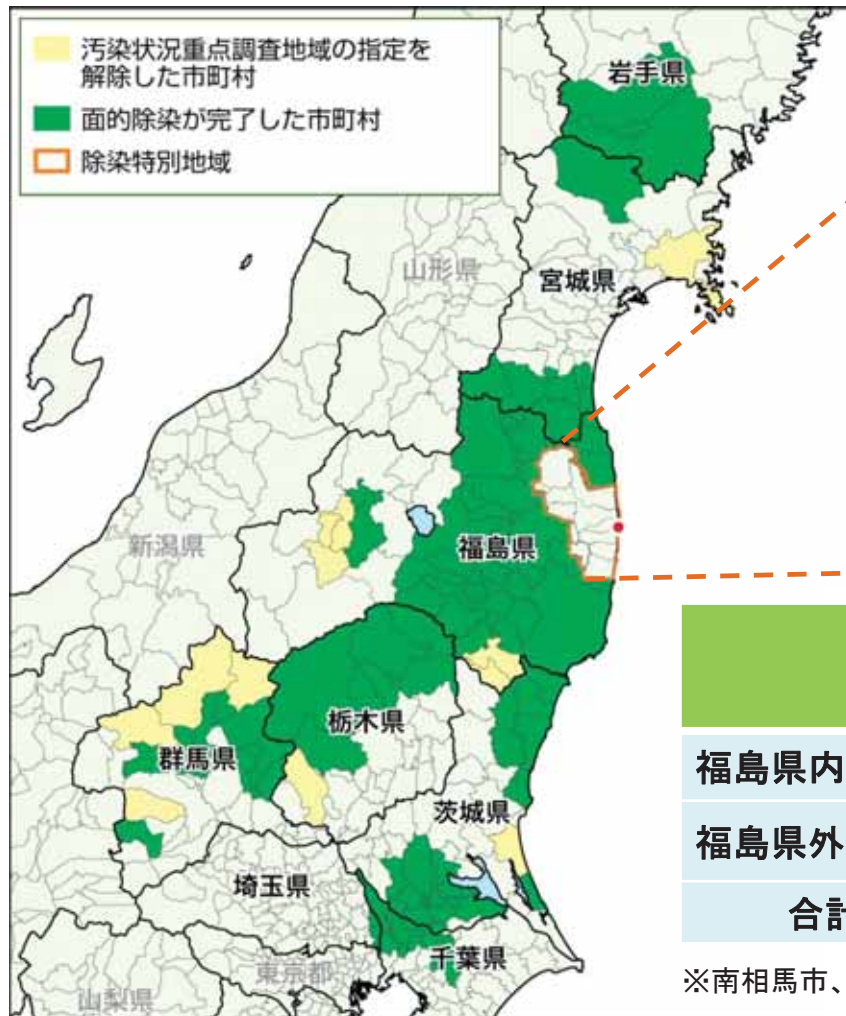 汚染状況重点調査地域の指定を
解除した市町村
面的除染が完了した市町村
除染特別地域
岩手県
山形県
宮城県
新潟県
福島県
栃木県
群馬県
茨城県
埼玉県
千葉県
東京都
山梨県
福島県内
福島県外
合計
※南相馬市、